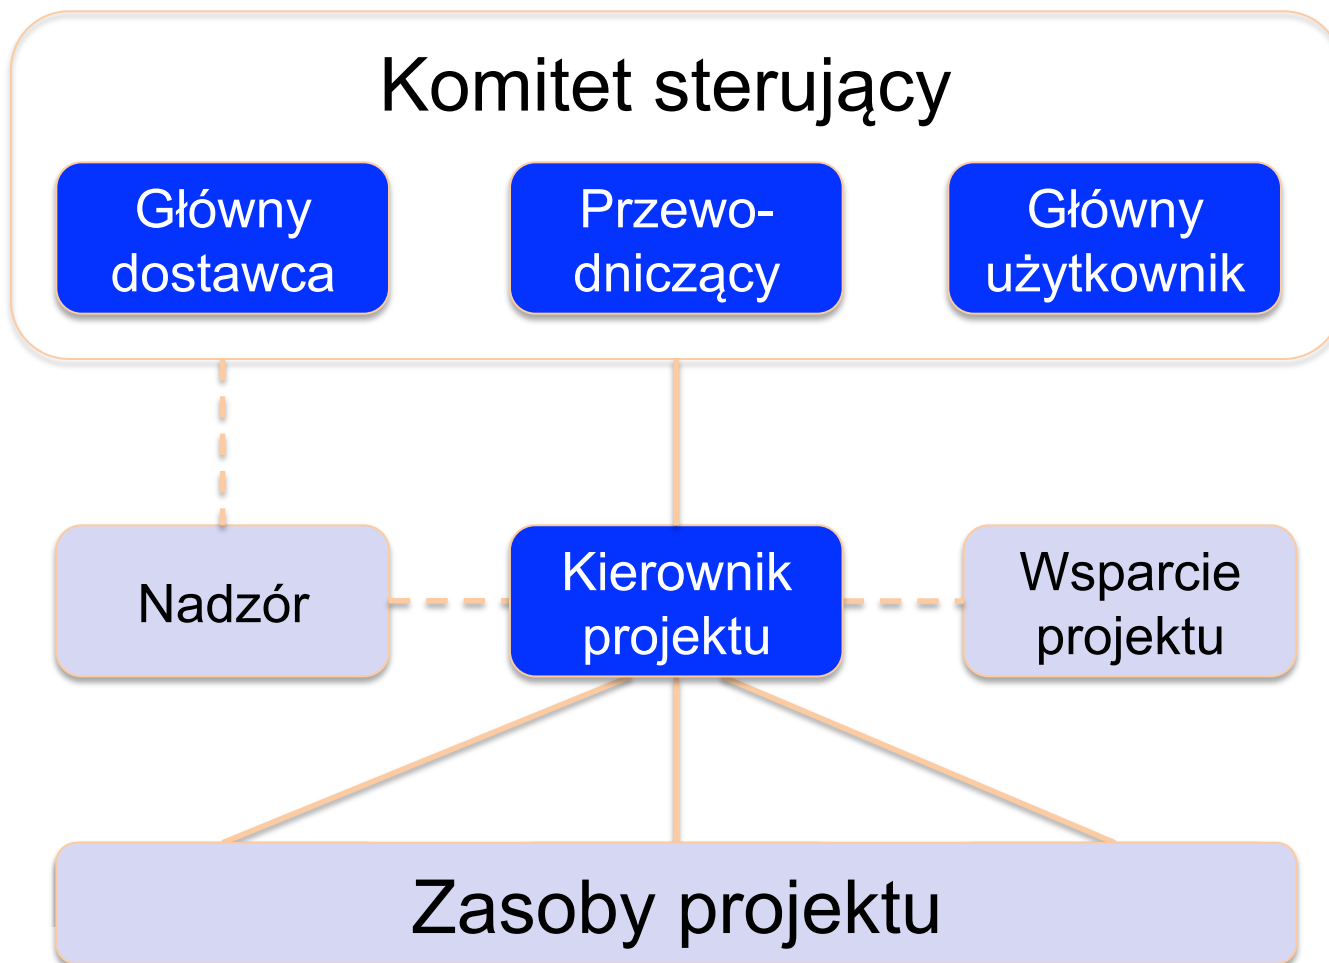 Komitet sterujący
Główny
dostawca
Przewo-
dniczący
Główny
użytkownik
Nadzór
Kierownik
projektu
Wsparcie
projektu
Zasoby projektu